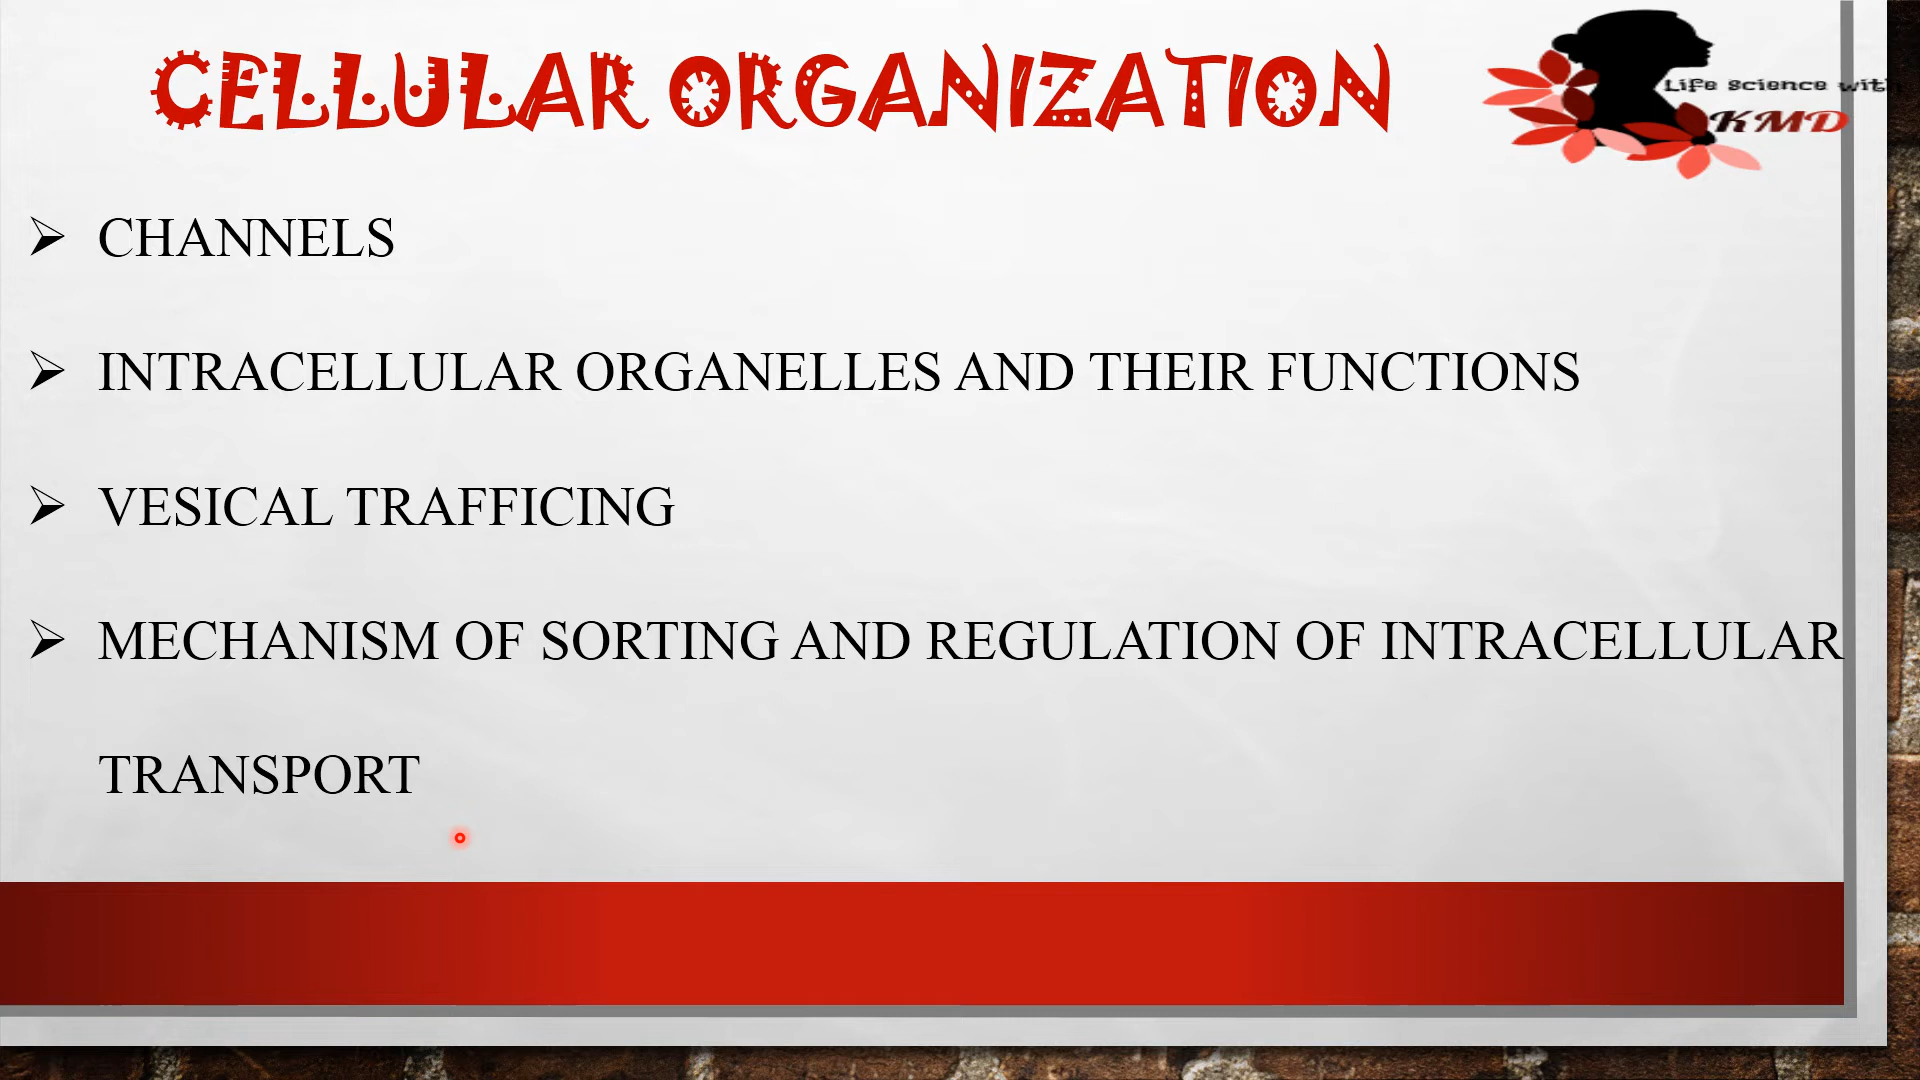 CELLULAR ORGANIZATION
Life science with
KMD
CHANNELS
INTRACELLULAR ORGANELLES AND THEIR FUNCTIONS
VESICAL TRAFFICING
MECHANISM OF SORTING AND REGULATION OF INTRACELLULAR
TRANSPORT